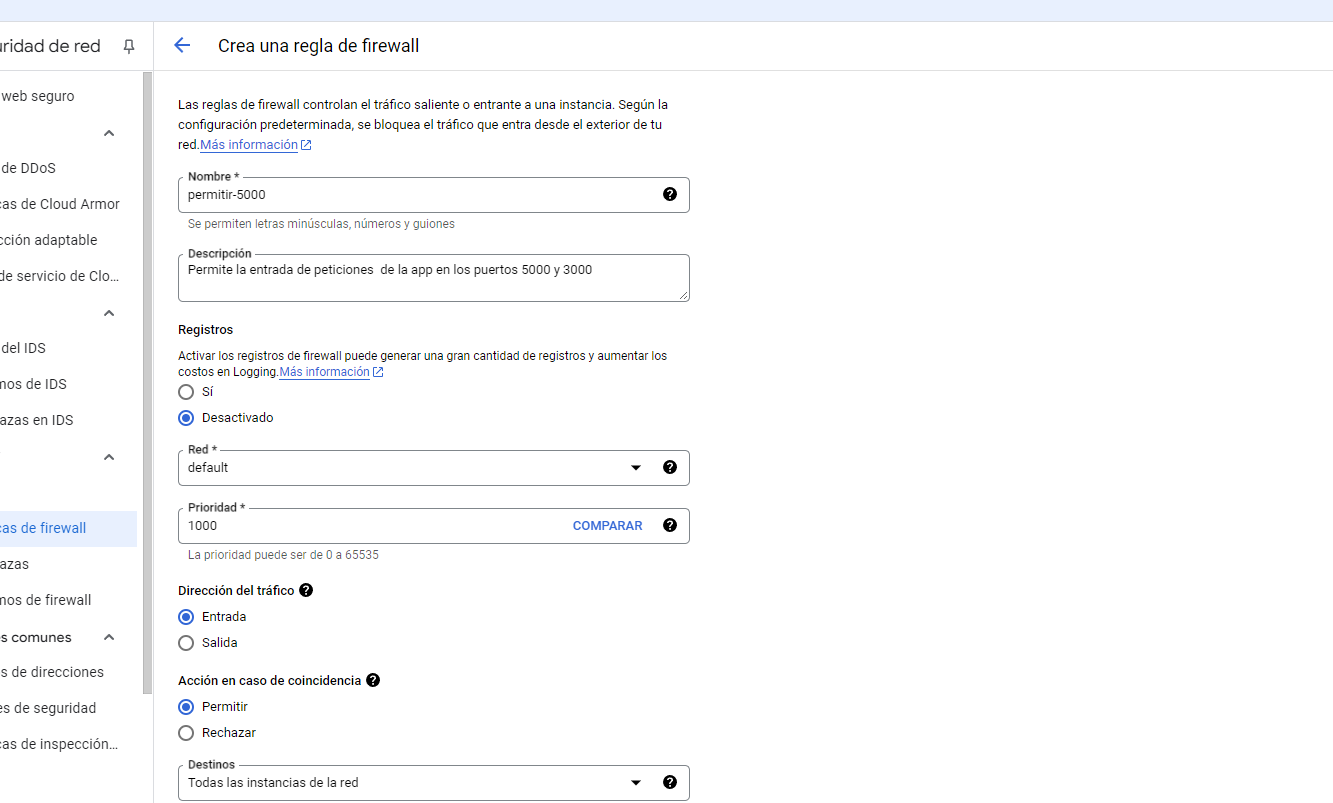 uridad de red
Crea una regla de firewall
web seguro
de DDoS
cas de Cloud Armor
cción adaptable
de servicio de Clo...
del IDS
mos de IDS
azas en IDS
cas de firewall
azas
mos de firewall
es comunes
s de direcciones
es de seguridad
cas de inspección...
Las reglas de firewall controlan el tráfico saliente o entrante a una instancia. Según la
configuración predeterminada, se bloquea el tráfico que entra desde el exterior de tu
red.Más información
Nombre *
permitir-5000
Se permiten letras minúsculas, números y guiones
Descripción
Permite la entrada de peticiones  de la app en los puertos 5000 y 3000
Registros
Activar los registros de firewall puede generar una gran cantidad de registros y aumentar los
costos en Logging.Más información
Sí
Desactivado
Red *
default
Prioridad *
1000 COMPARAR
La prioridad puede ser de 0 a 65535
Dirección del tráfico
Entrada
Salida
Acción en caso de coincidencia
Permitir
Rechazar
Destinos
Todas las instancias de la red